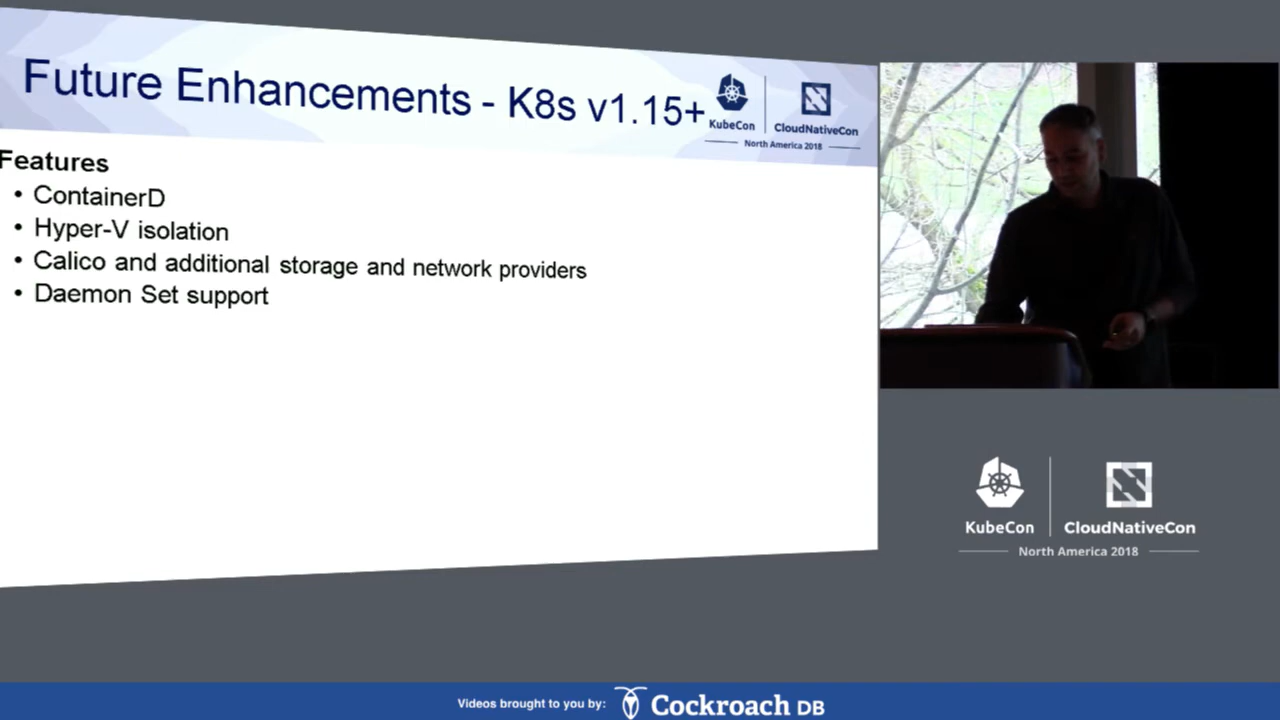 Future Enhancements - K8s v1.15+
KubeCon
CloudNativeCon
North America 2018
Features
• ContainerD
• Hyper-V isolation
• Calico and additional storage and network providers
• Daemon Set support
KubeCon
CloudNativeCon
North America 2018
Videos brought to you by:
Cockroach DB